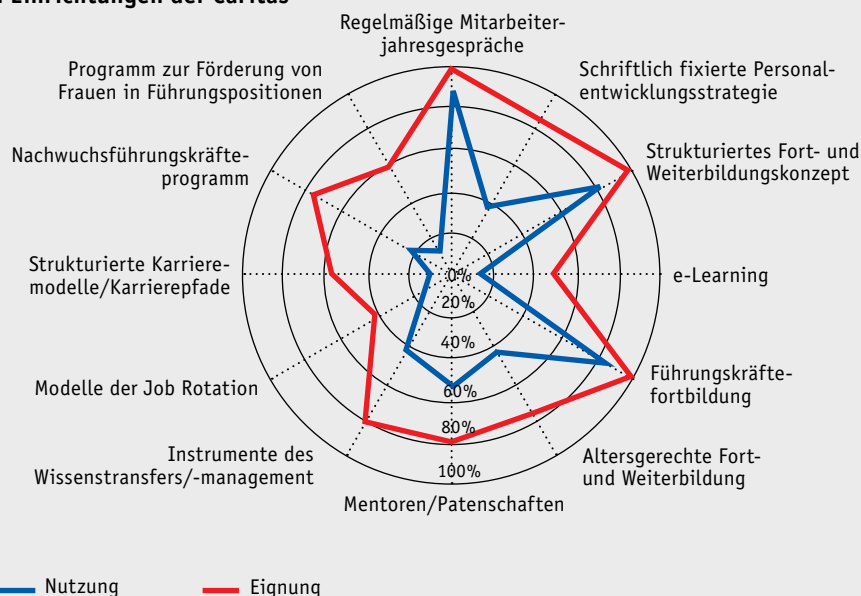 Einrichtungen der Caritas
Regelmäßige Mitarbeiter-
jahresgespräche
Schriftlich fixierte Personal-
entwicklungsstrategie
Strukturiertes Fort- und
Weiterbildungskonzept
e-Learning
Führungskräfte-
fortbildung
Altersgerechte Fort-
und Weiterbildung
Mentoren/Patenschaften
Instrumente des
Wissenstransfers/-management
Modelle der Job Rotation
Strukturierte Karriere-
modelle/Karrierepfade
Nachwuchsführungskräfte-
programm
Programm zur Förderung von
Frauen in Führungspositionen
0%
20%
40%
60%
80%
100%
Nutzung
Eignung